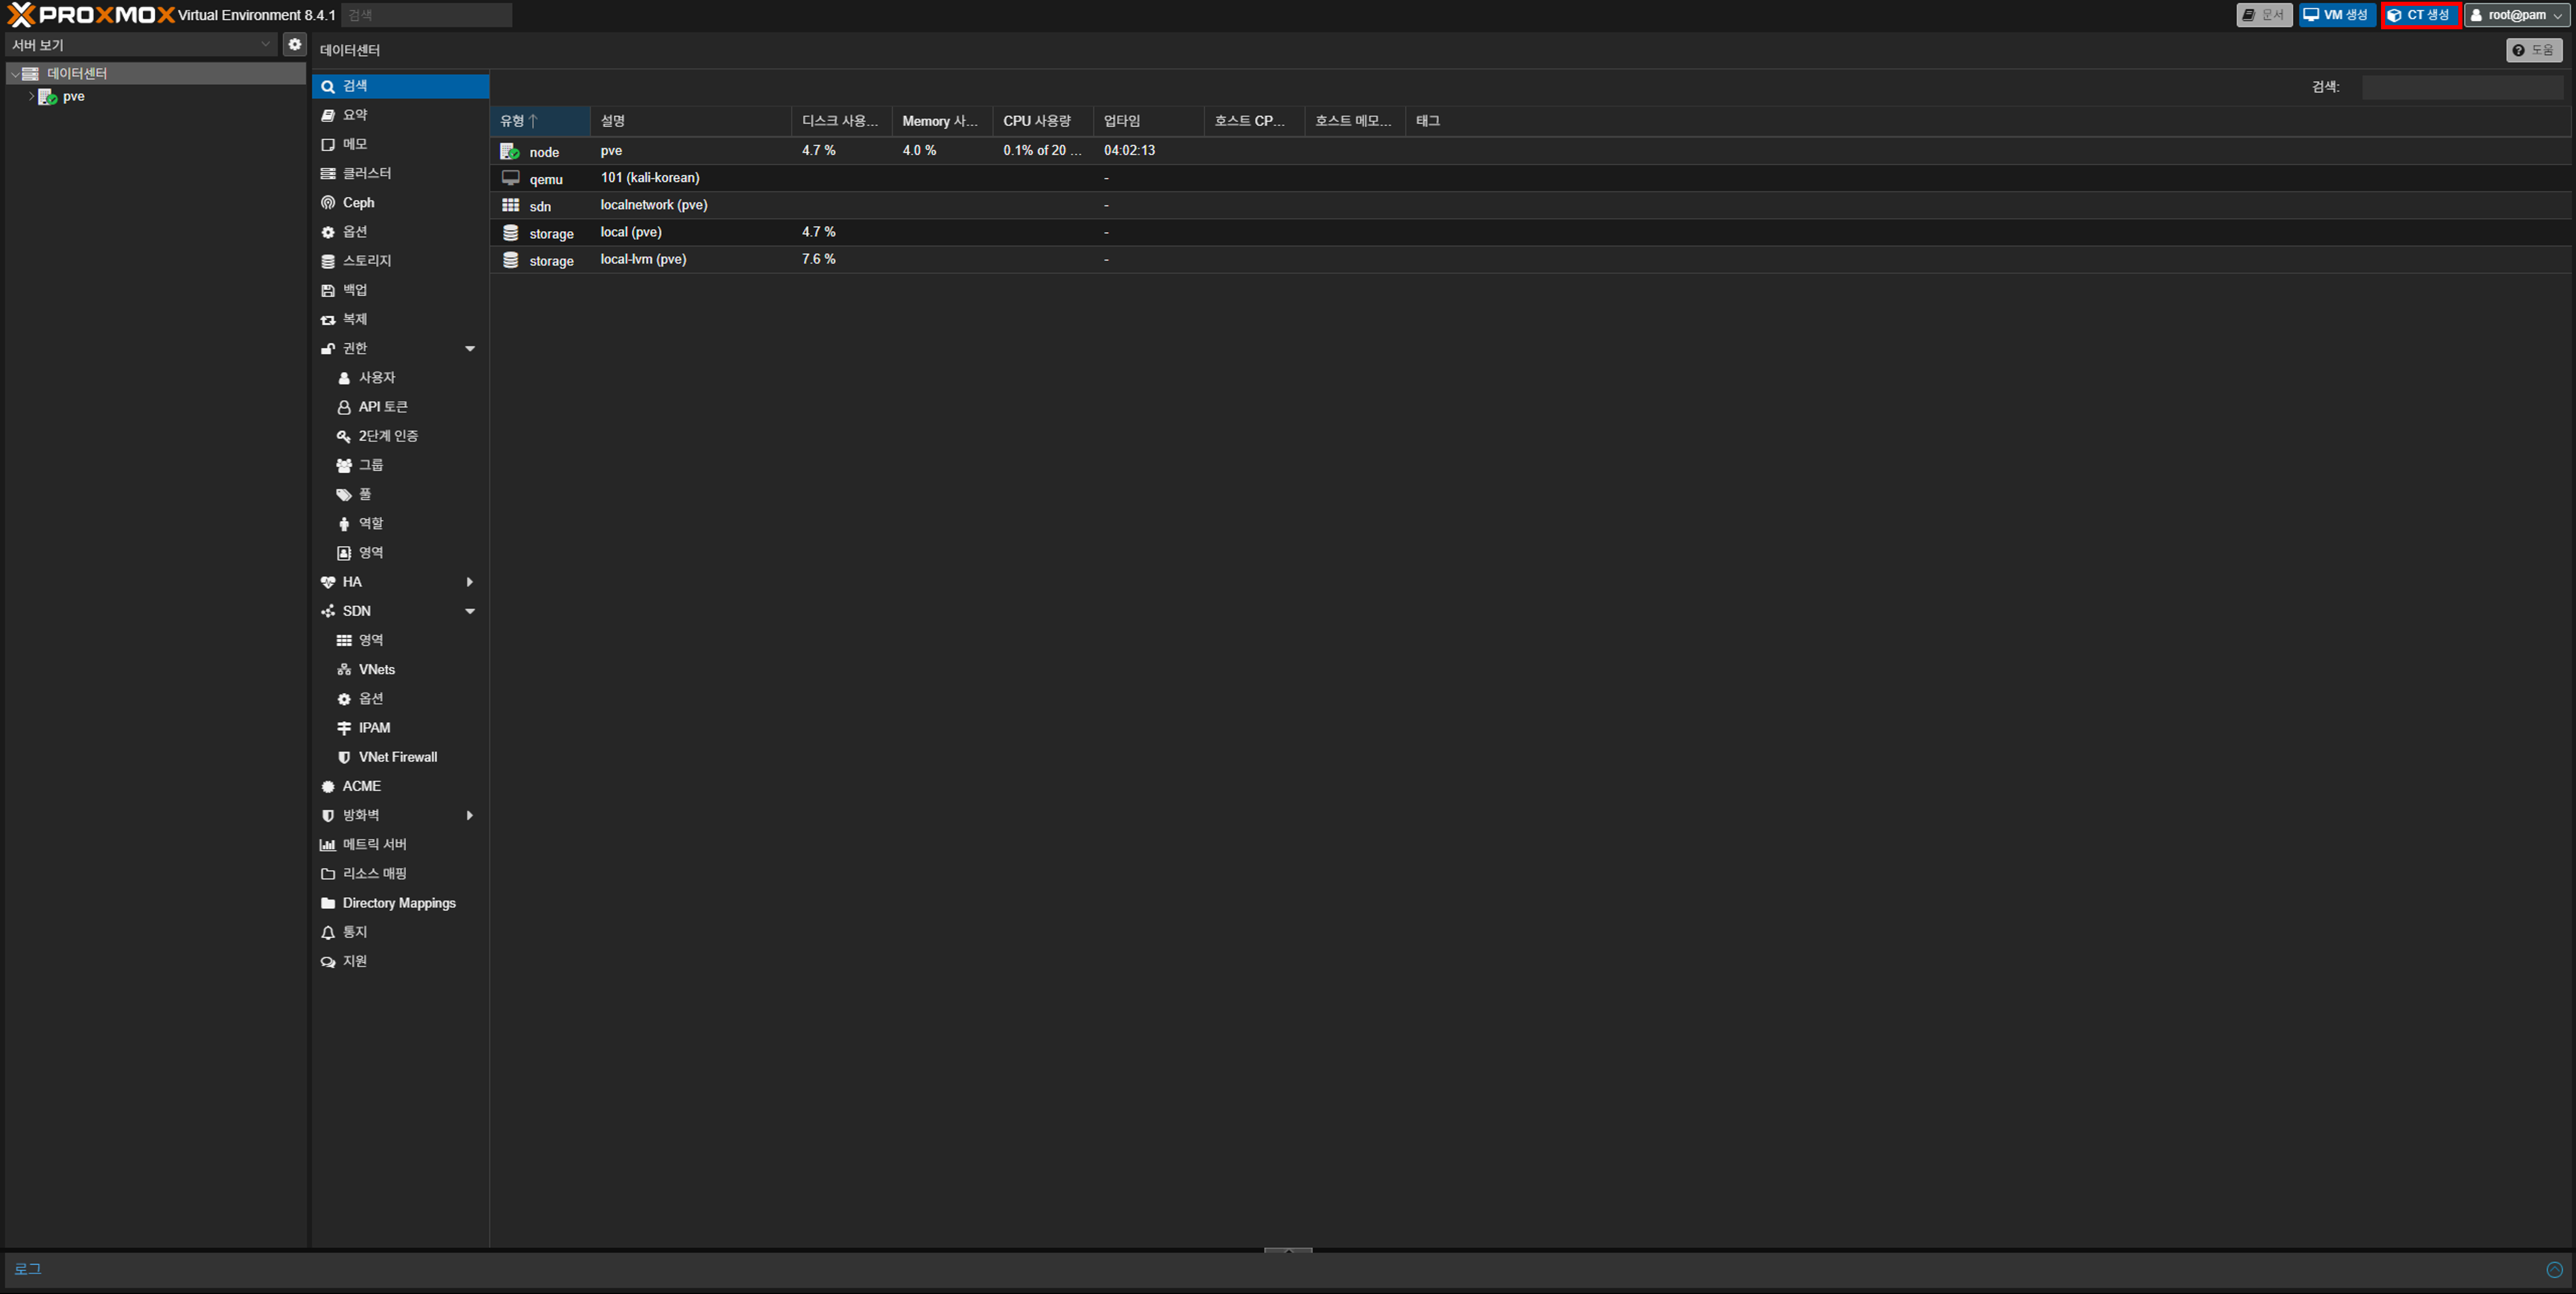 PROXMOX Virtual Environment 8.4.1 검색 문서 VM 생성 CT 생성 root@pam
서버 보기
데이터센터
pve
데이터센터 도움
검색
요약
메모
클러스터
Ceph
옵션
스토리지
백업
복제
권한
사용자
API 토큰
2단계 인증
그룹
풀
역할
영역
HA
SDN
영역
VNets
옵션
IPAM
VNet Firewall
ACME
방화벽
메트릭 서버
리소스 매핑
Directory Mappings
통지
지원
검색:
유형 설명 디스크 사용... Memory 사... CPU 사용량 업타임 호스트 CP... 호스트 메모... 태그
node pve 4.7 % 4.0 % 0.1% of 20 ... 04:02:13
qemu 101 (kali-korean) -
sdn localnetwork (pve) -
storage local (pve) 4.7 % -
storage local-lvm (pve) 7.6 % -
로그